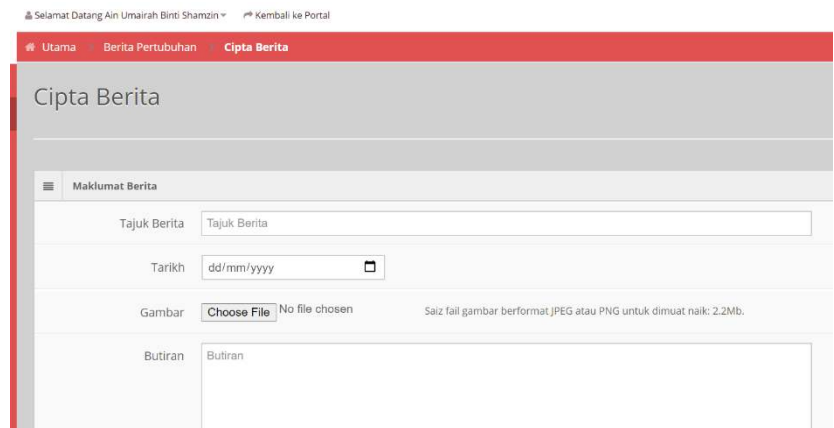 Selamat Datang Ain Umairah Binti Shamzin Kembali ke Portal
Utama Berita Pertubuhan Cipta Berita
Cipta Berita
Maklumat Berita
Tajuk Berita Tajuk Berita
Tarikh dd/mm/yyyy
Gambar Choose File No file chosen Saiz fail gambar berformat JPEG atau PNG untuk dimuat naik: 2.2Mb.
Butiran Butiran